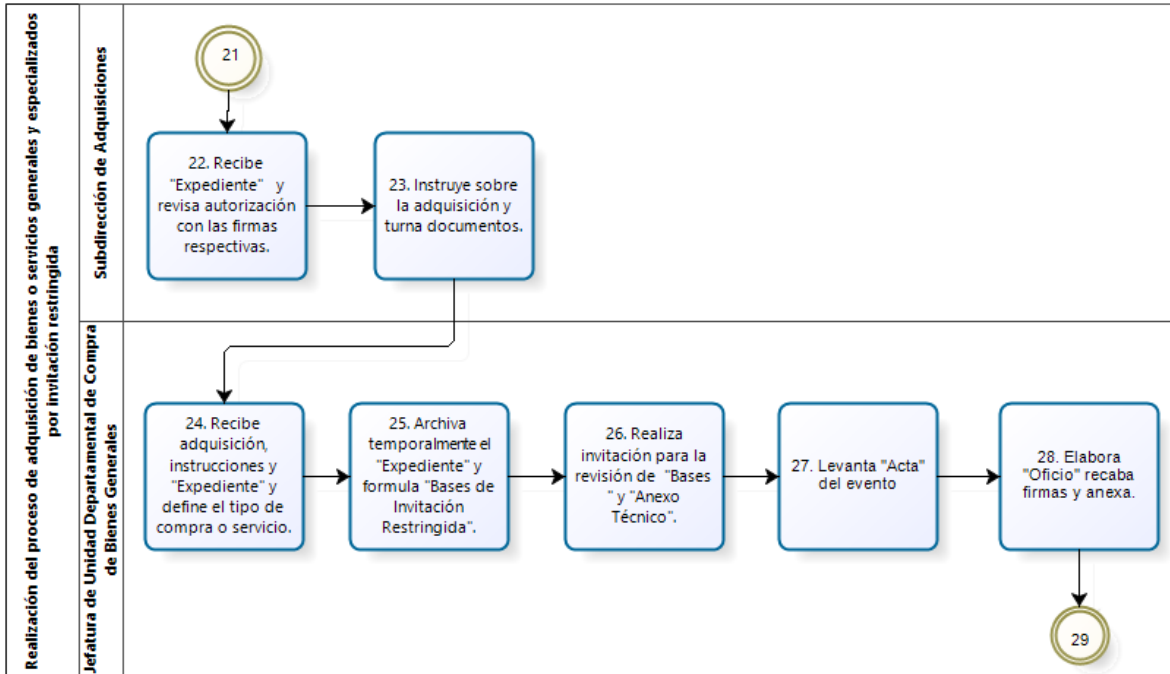 Realización del proceso de adquisición de bienes o servicios generales y especializados
por invitación restringida
Subdirección de Adquisiciones
21
22. Recibe
"Expediente" y
revisa autorización
con las firmas
respectivas.
23. Instruye sobre
la adquisición y
turna documentos.
Jefatura de Unidad Departamental de Compra
de Bienes Generales
24. Recibe
adquisición,
instrucciones y
"Expediente" y
define el tipo de
compra o servicio.
25. Archiva
temporalmente el
"Expediente" y
formula "Bases de
Invitación
Restringida".
26. Realiza
invitación para la
revisión de "Bases
" y "Anexo
Técnico".
27. Levanta "Acta"
del evento
28. Elabora
"Oficio" recaba
firmas y anexa.
29